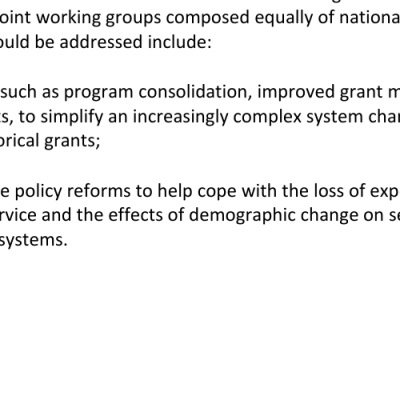 oint working groups composed equally of nationa
ould be addressed include:
such as program consolidation, improved grant m
s, to simplify an increasingly complex system cha
orical grants;
e policy reforms to help cope with the loss of exp
rvice and the effects of demographic change on se
systems.